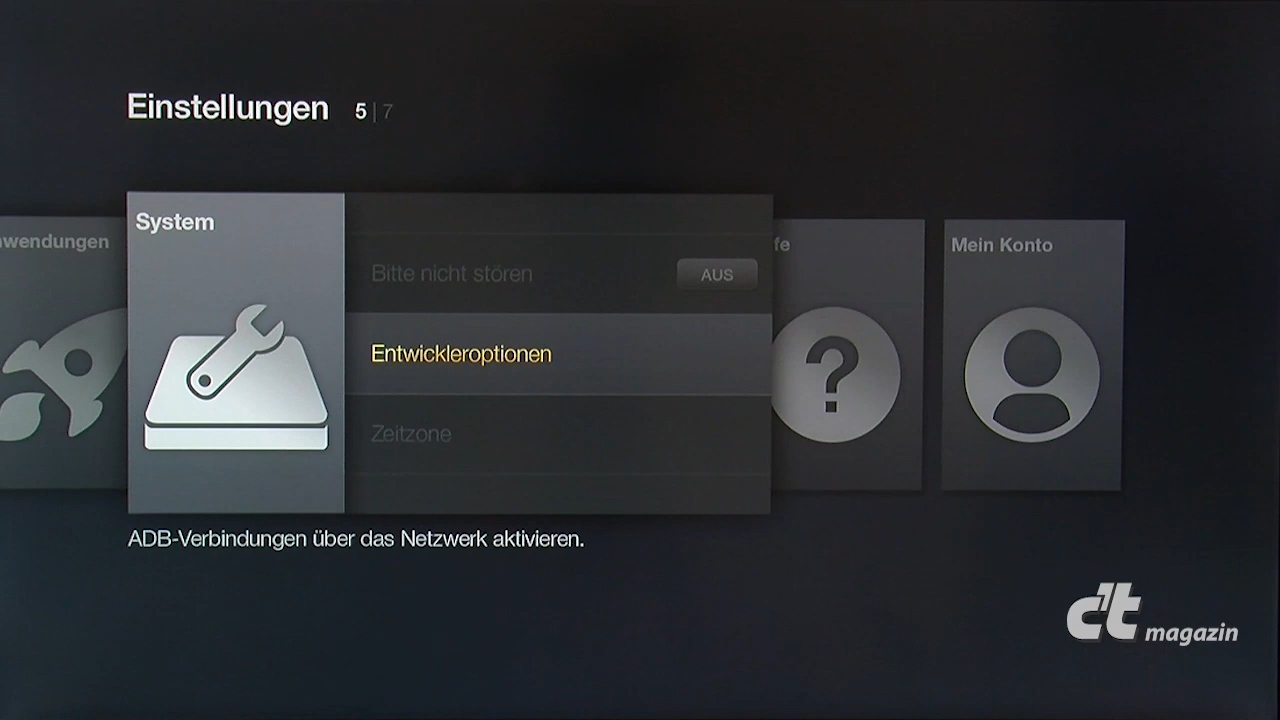 Einstellungen 5 | 7
System
Bitte nicht stören AUS
Entwickleroptionen
Zeitzone
nwendungen
fe
Mein Konto
ADB-Verbindungen über das Netzwerk aktivieren.
c't magazin